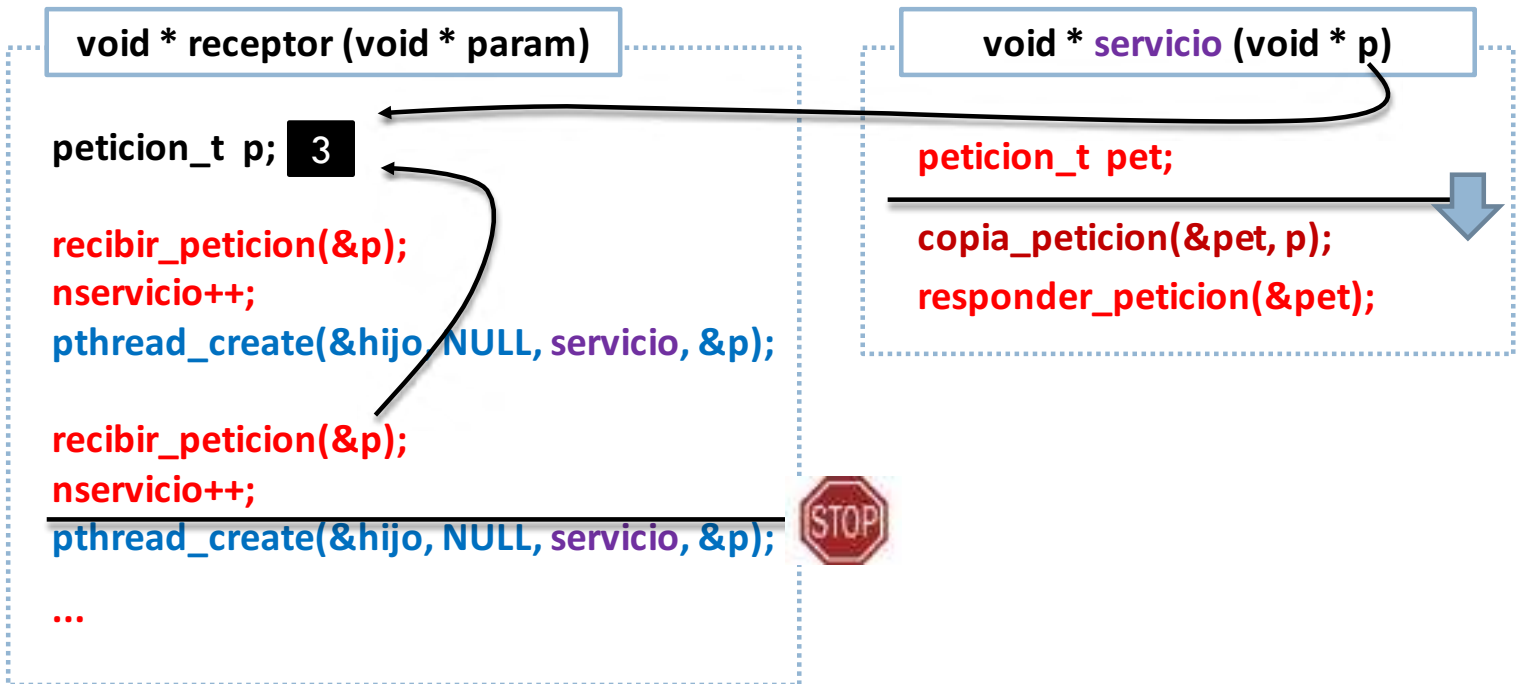 void * receptor (void * param)
peticion_t p; 3
recibir_peticion(&p);
nservicio++;
pthread_create(&hijo, NULL, servicio, &p);
recibir_peticion(&p);
nservicio++;
pthread_create(&hijo, NULL, servicio, &p);
...
STOP
void * servicio (void * p)
peticion_t pet;
copia_peticion(&pet, p);
responder_peticion(&pet);